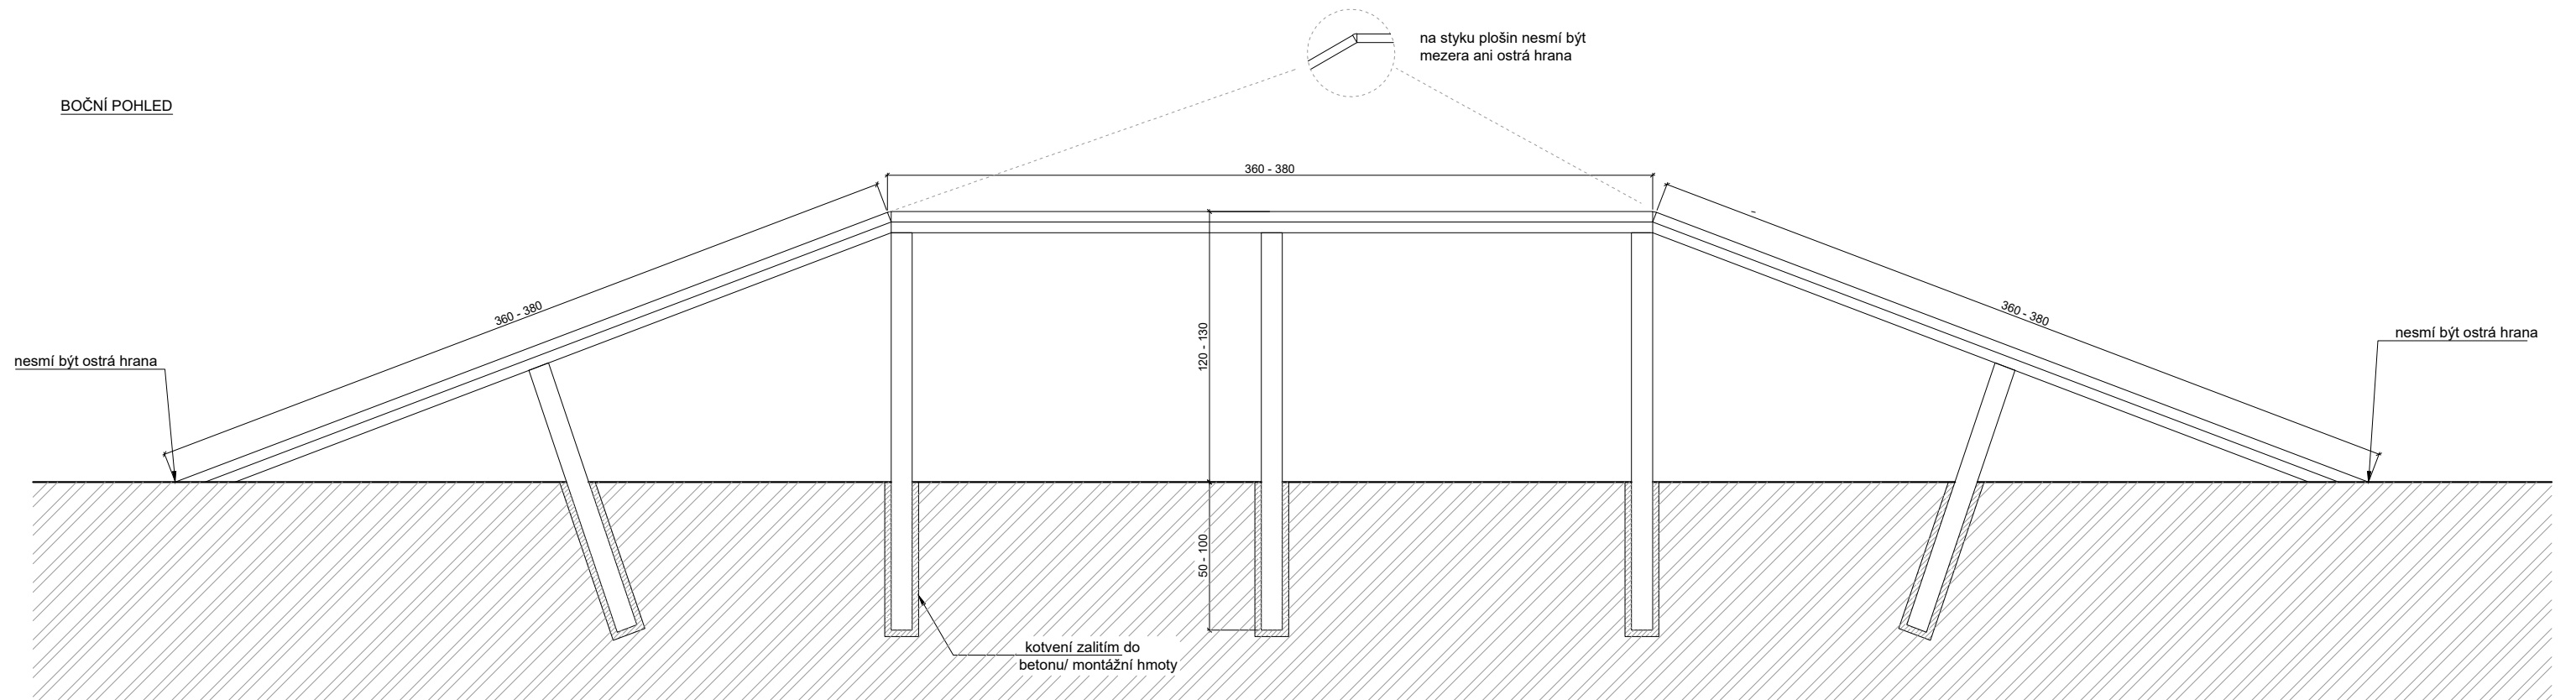 na styku plošin nesmí být
mezera ani ostrá hrana
BOČNÍ POHLED
360 - 380
360 - 380
360 - 380
120 - 130
nesmí být ostrá hrana
nesmí být ostrá hrana
50 - 100
kotvení zalitím do
betonu/ montážní hmoty